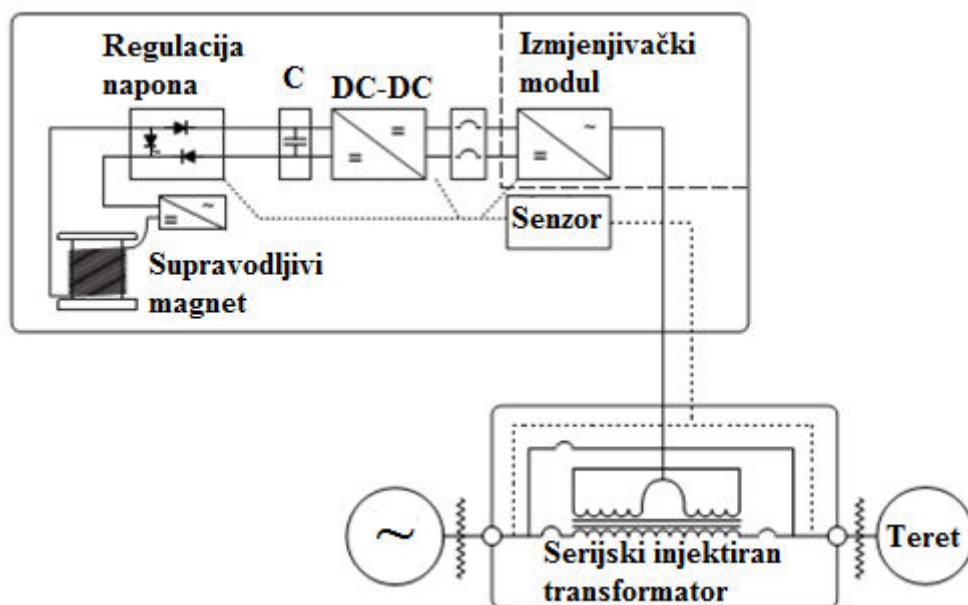 Regulacija
napona
C
DC-DC
Izmjenjivački
modul
=
=
~
=
~
=
Senzor
Supravodljivi
magnet
~
Serijski injektiran
transformator
Teret